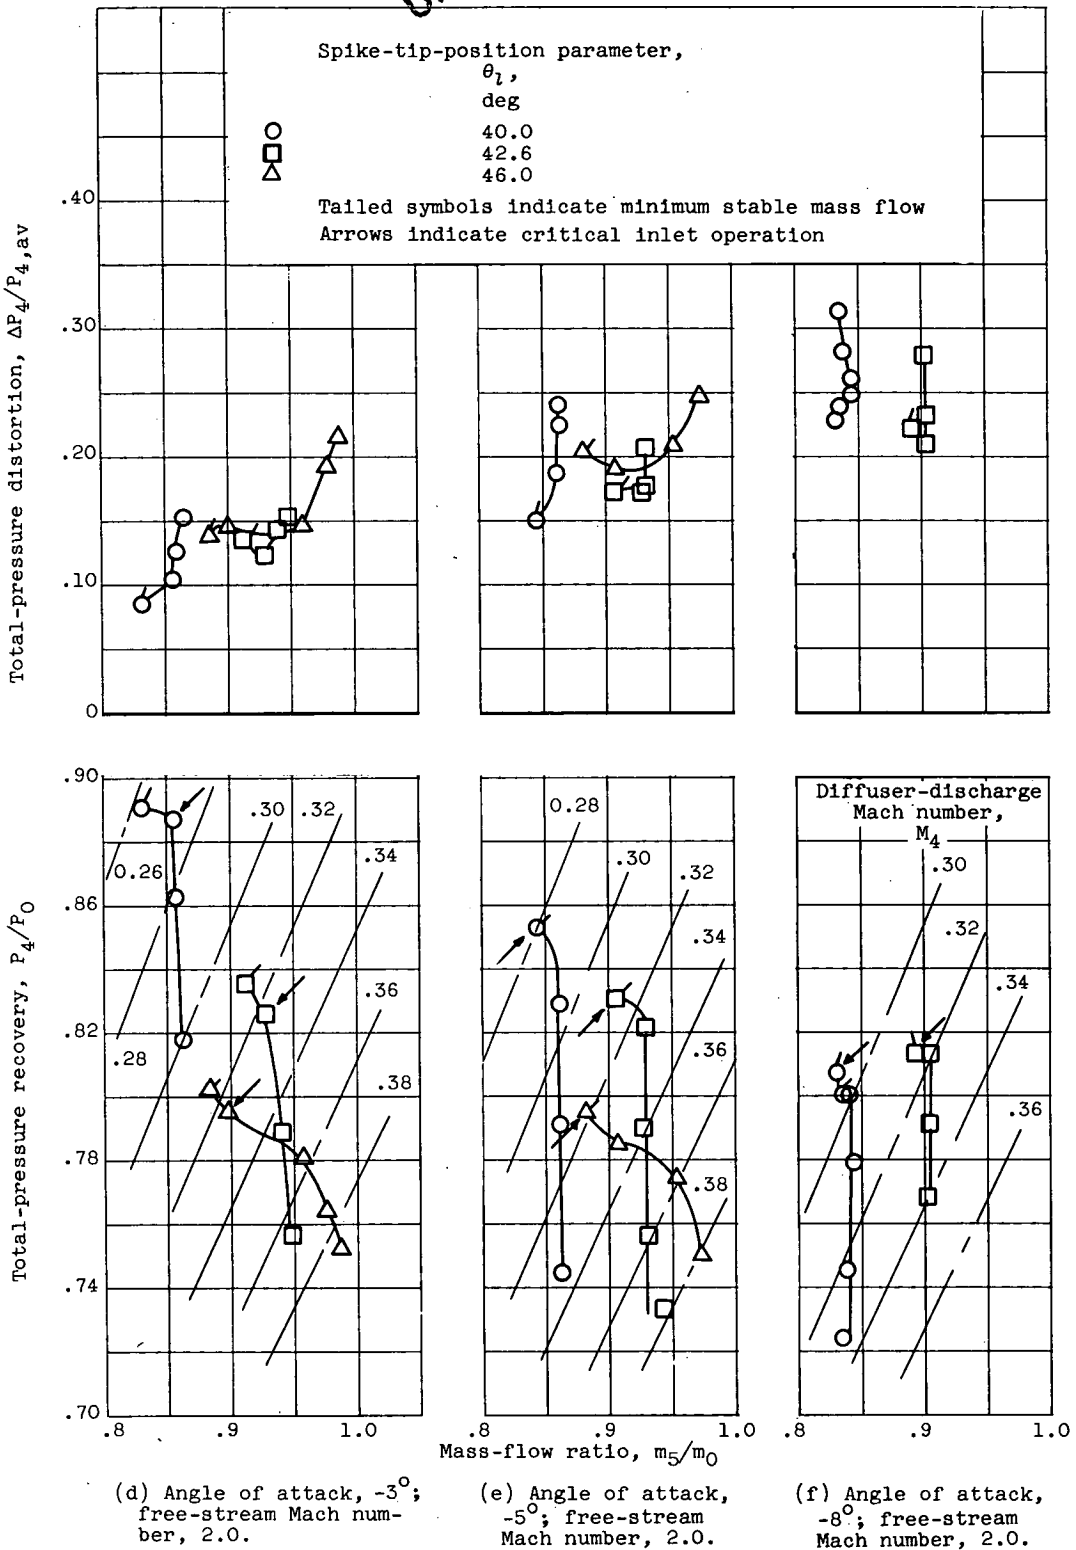 Spike-tip-position parameter,
θl,
deg
40.0
42.6
46.0
Tailed symbols indicate minimum stable mass flow
Arrows indicate critical inlet operation
Total-pressure distortion, ΔP4/P4,av
.40
.30
.20
.10
0
Total-pressure recovery, P4/P0
.90
.86
.82
.78
.74
.70
0.26
.28
.30
.32
.34
.36
.38
0.28
.30
.32
.34
.36
.38
Diffuser-discharge
Mach number,
M4
.30
.32
.34
.36
.8 .9 1.0
.8 .9 1.0
.8 .9 1.0
Mass-flow ratio, m5/m0
(d) Angle of attack, -3°;
free-stream Mach num-
ber, 2.0.
(e) Angle of attack,
-5°; free-stream
Mach number, 2.0.
(f) Angle of attack,
-8°; free-stream
Mach number, 2.0.